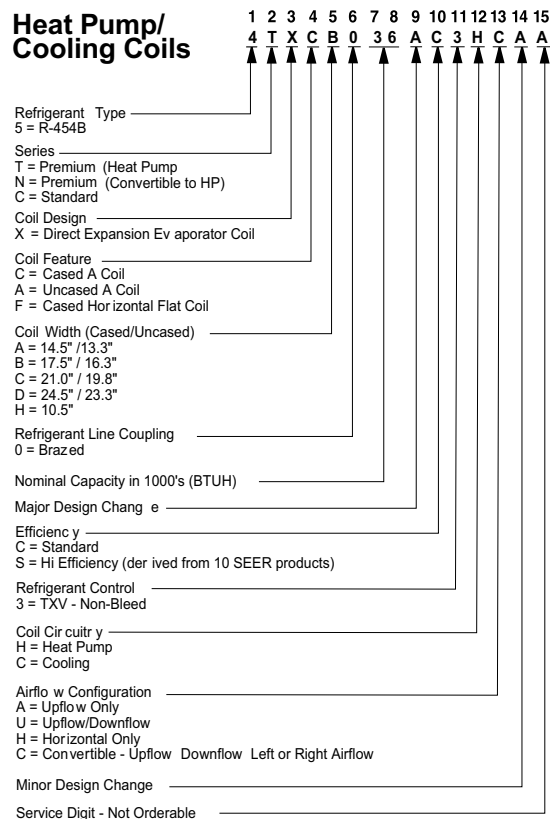 Heat Pump/
Cooling Coils
1 2 3 4 5 6 7 8 9 10 11 12 13 14 15
4 T X C B 0 3 6 A C 3 H C A A
Refrigerant Type
5 = R-454B
Series
T = Premium (Heat Pump
N = Premium (Convertible to HP)
C = Standard
Coil Design
X = Direct Expansion Ev aporator Coil
Coil Feature
C = Cased A Coil
A = Uncased A Coil
F = Cased Hor izontal Flat Coil
Coil Width (Cased/Uncased)
A = 14.5" /13.3"
B = 17.5" / 16.3"
C = 21.0" / 19.8"
D = 24.5" / 23.3"
H = 10.5"
Refrigerant Line Coupling
0 = Brazed
Nominal Capacity in 1000's (BTUH)
Major Design Chang e
Efficienc y
C = Standard
S = Hi Efficiency (der ived from 10 SEER products)
Refrigerant Control
3 = TXV - Non-Bleed
Coil Cir cuitr y
H = Heat Pump
C = Cooling
Airflo w Configuration
A = Upflow Only
U = Upflow/Downflow
H = Horizontal Only
C = Convertible - Upflow Downflow Left or Right Airflow
Minor Design Change
Service Digit - Not Orderable